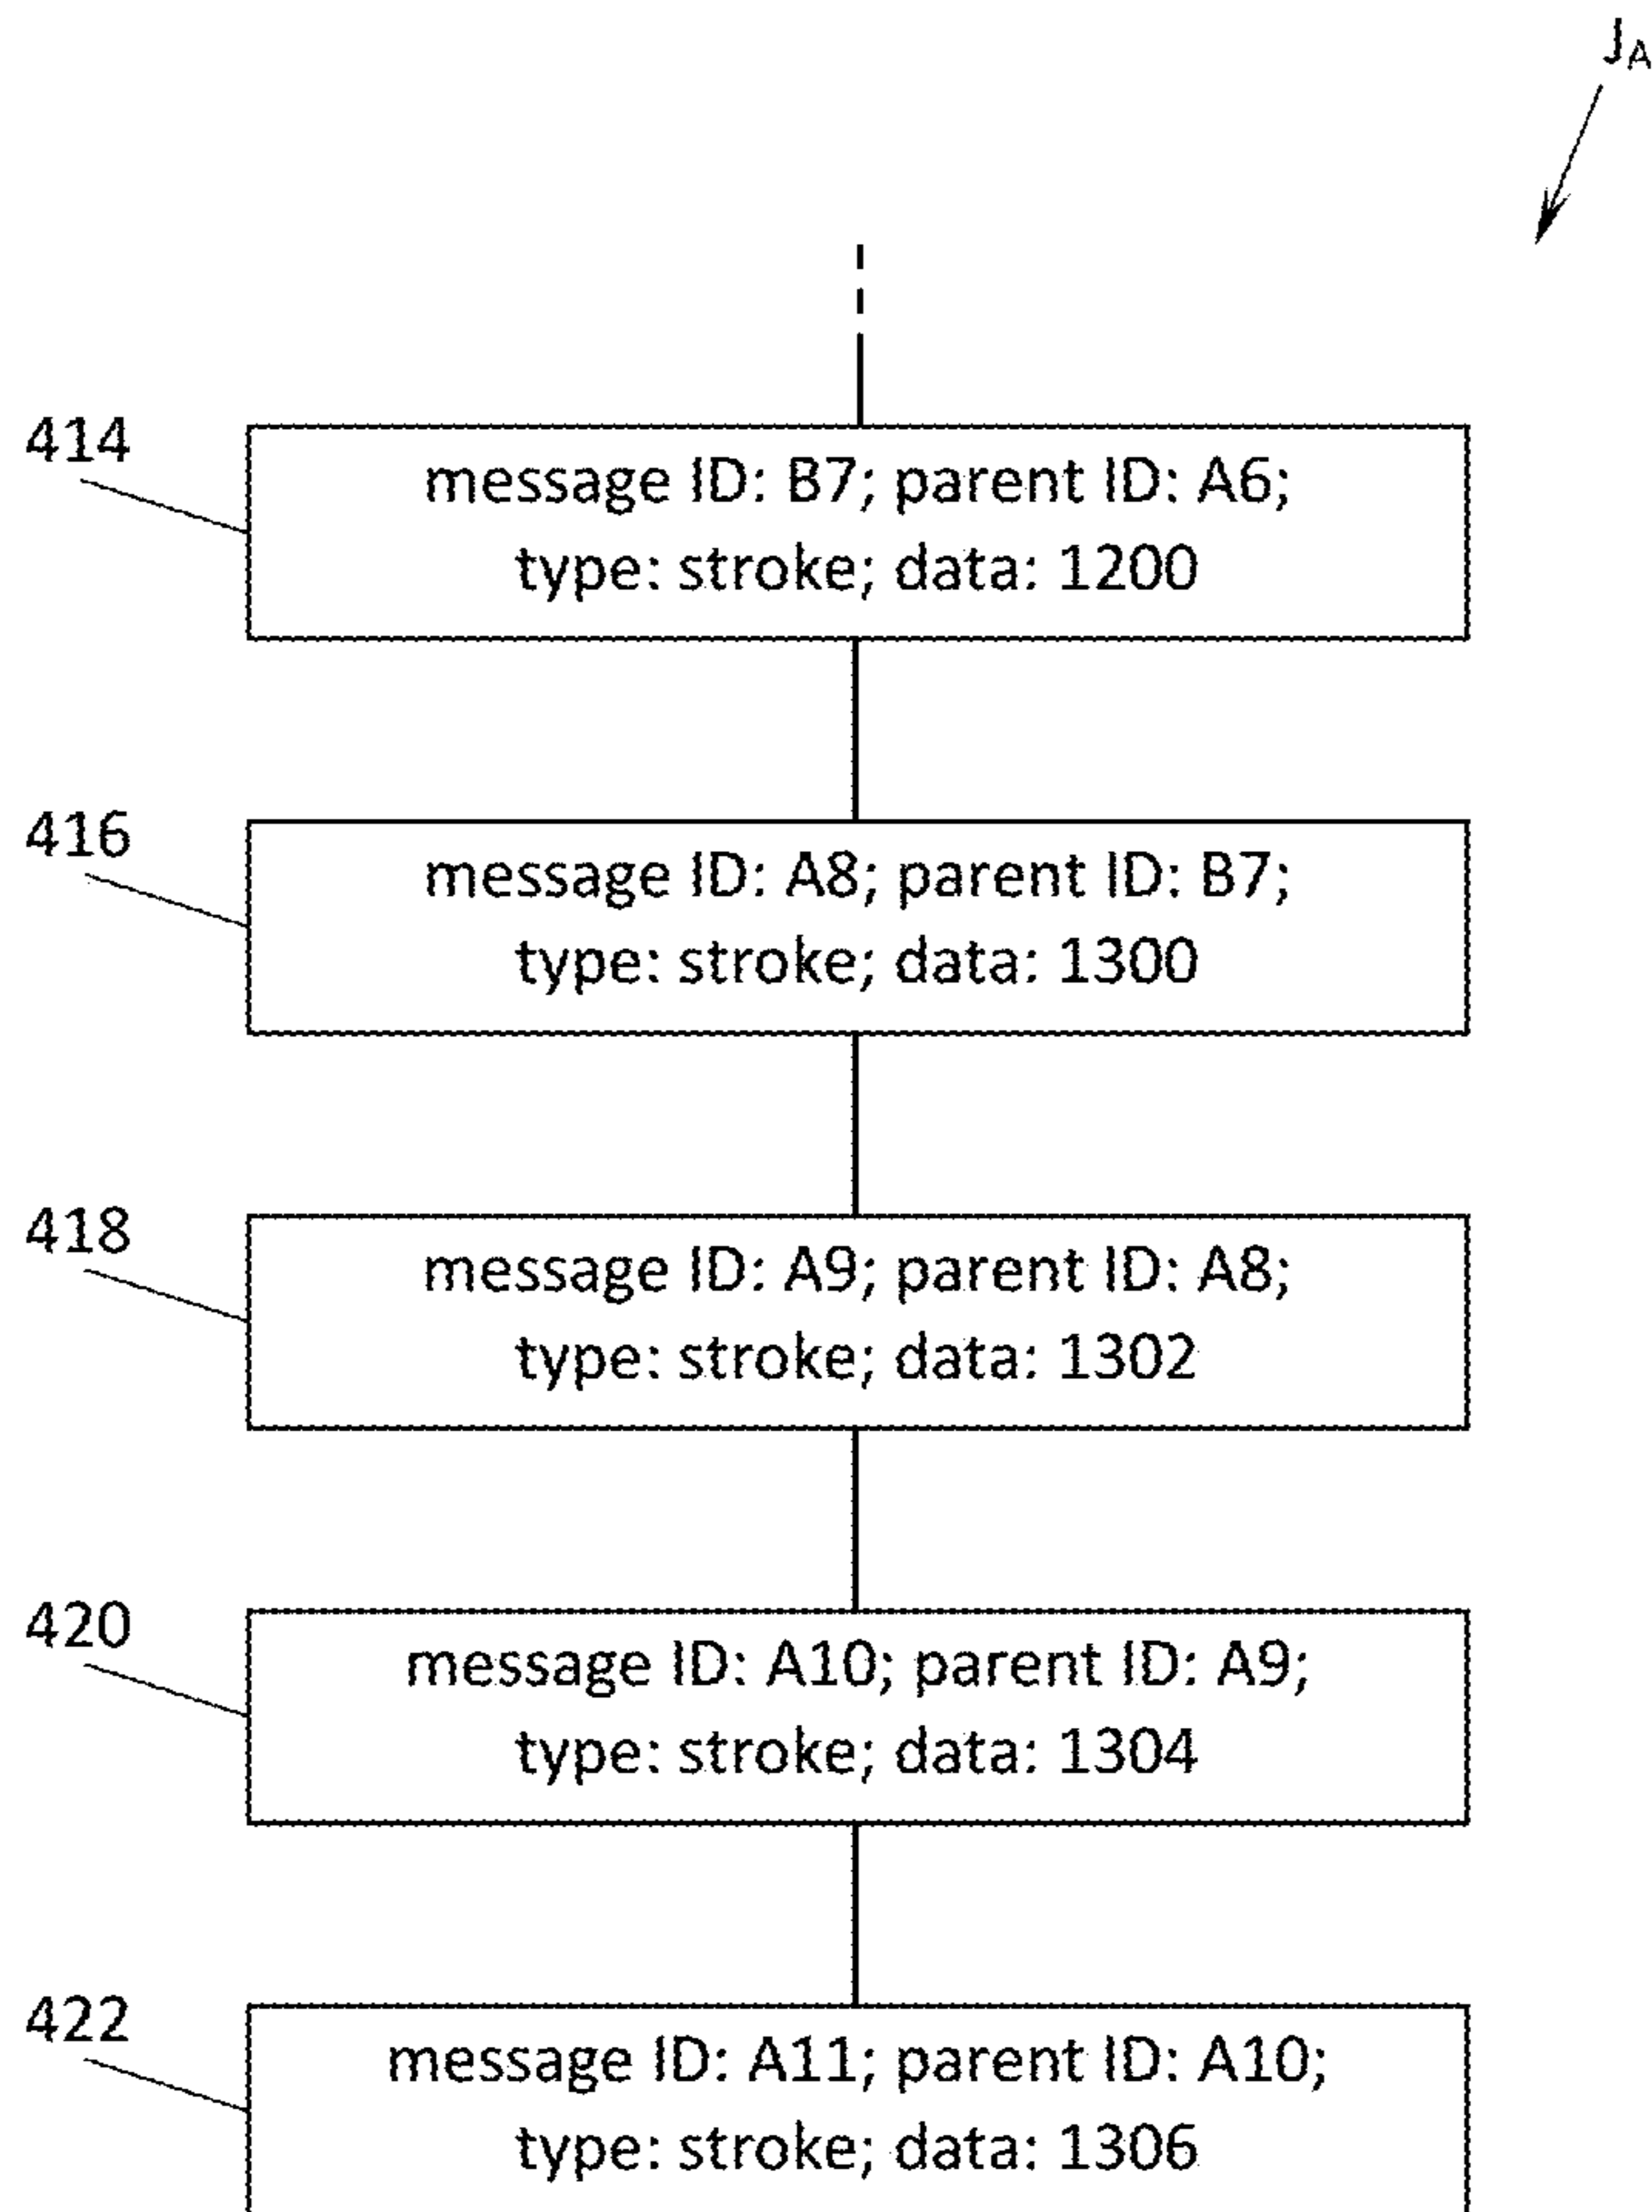 JA
414
message ID: B7; parent ID: A6;
type: stroke; data: 1200
416
message ID: A8; parent ID: B7;
type: stroke; data: 1300
418
message ID: A9; parent ID: A8;
type: stroke; data: 1302
420
message ID: A10; parent ID: A9;
type: stroke; data: 1304
422
message ID: A11; parent ID: A10;
type: stroke; data: 1306